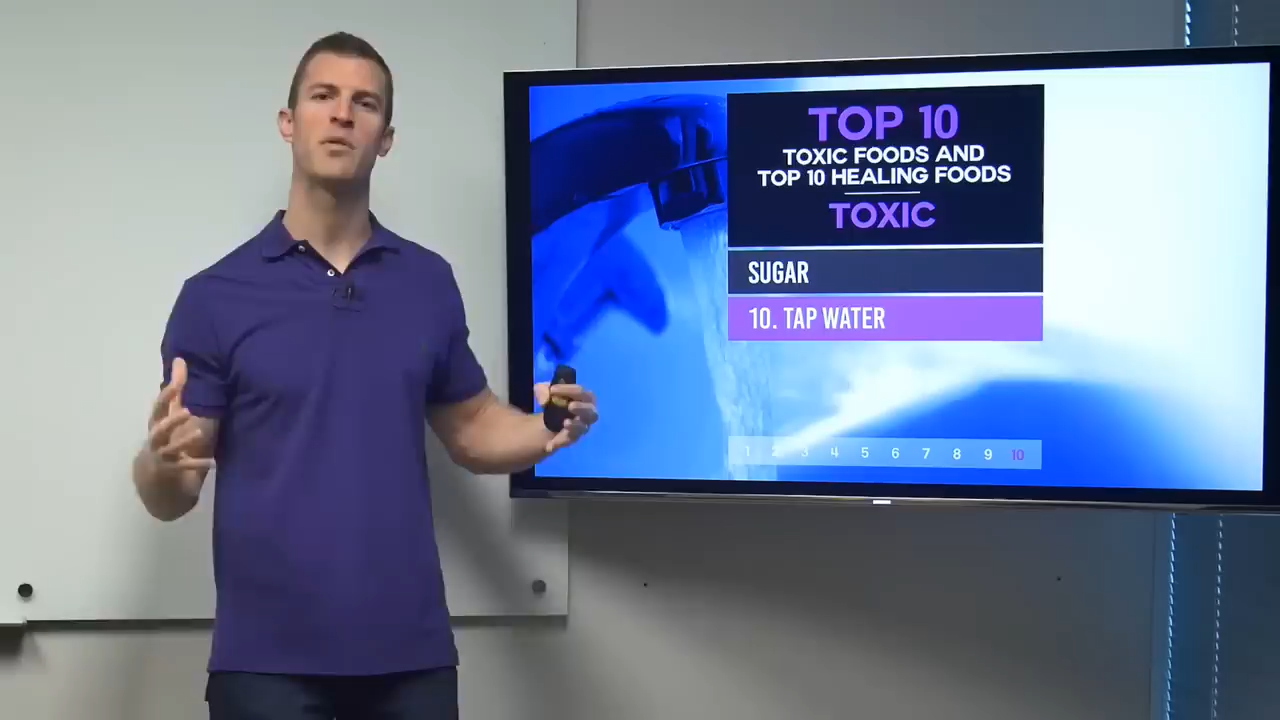 TOP 10
TOXIC FOODS AND
TOP 10 HEALING FOODS
TOXIC
SUGAR
10. TAP WATER
1 2 3 4 5 6 7 8 9 10